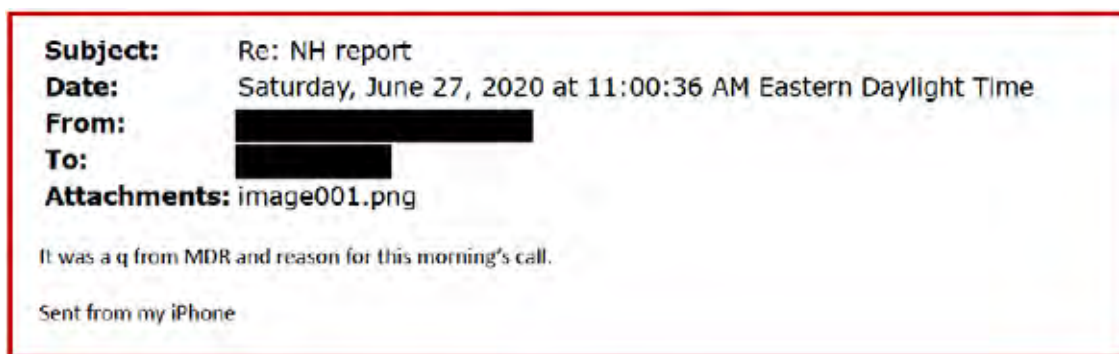 Subject: Re: NH report
Date: Saturday, June 27, 2020 at 11:00:36 AM Eastern Daylight Time
From:
To:
Attachments: image001.png
It was a q from MDR and reason for this morning's call.
Sent from my iPhone